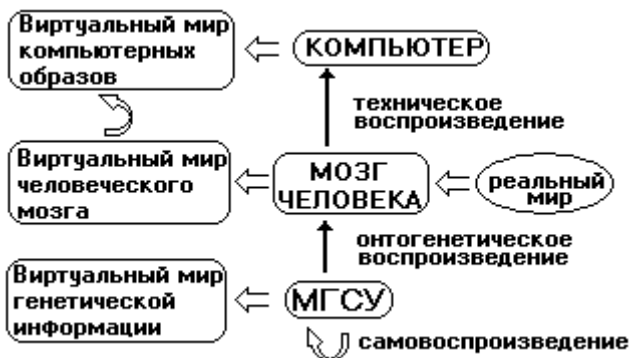 Виртуальный мир
компьютерных
образов
КОМПЬЮТЕР
техническое
воспроизведение
Виртуальный мир
человеческого
мозга
МОЗГ
ЧЕЛОВЕКА
реальный
мир
онтогенетическое
воспроизведение
Виртуальный мир
генетической
информации
МГСУ
самовоспроизведение